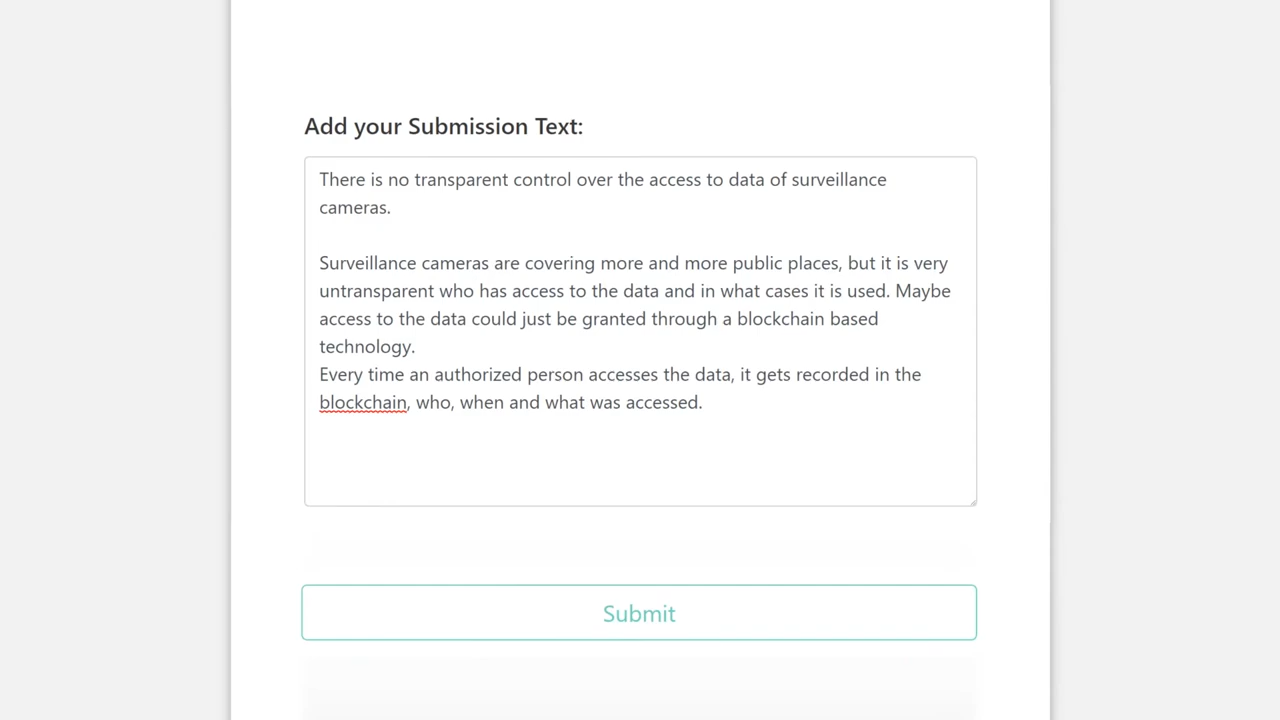 Add your Submission Text:
There is no transparent control over the access to data of surveillance
cameras.
Surveillance cameras are covering more and more public places, but it is very
untransparent who has access to the data and in what cases it is used. Maybe
access to the data could just be granted through a blockchain based
technology.
Every time an authorized person accesses the data, it gets recorded in the
blockchain, who, when and what was accessed.
Submit